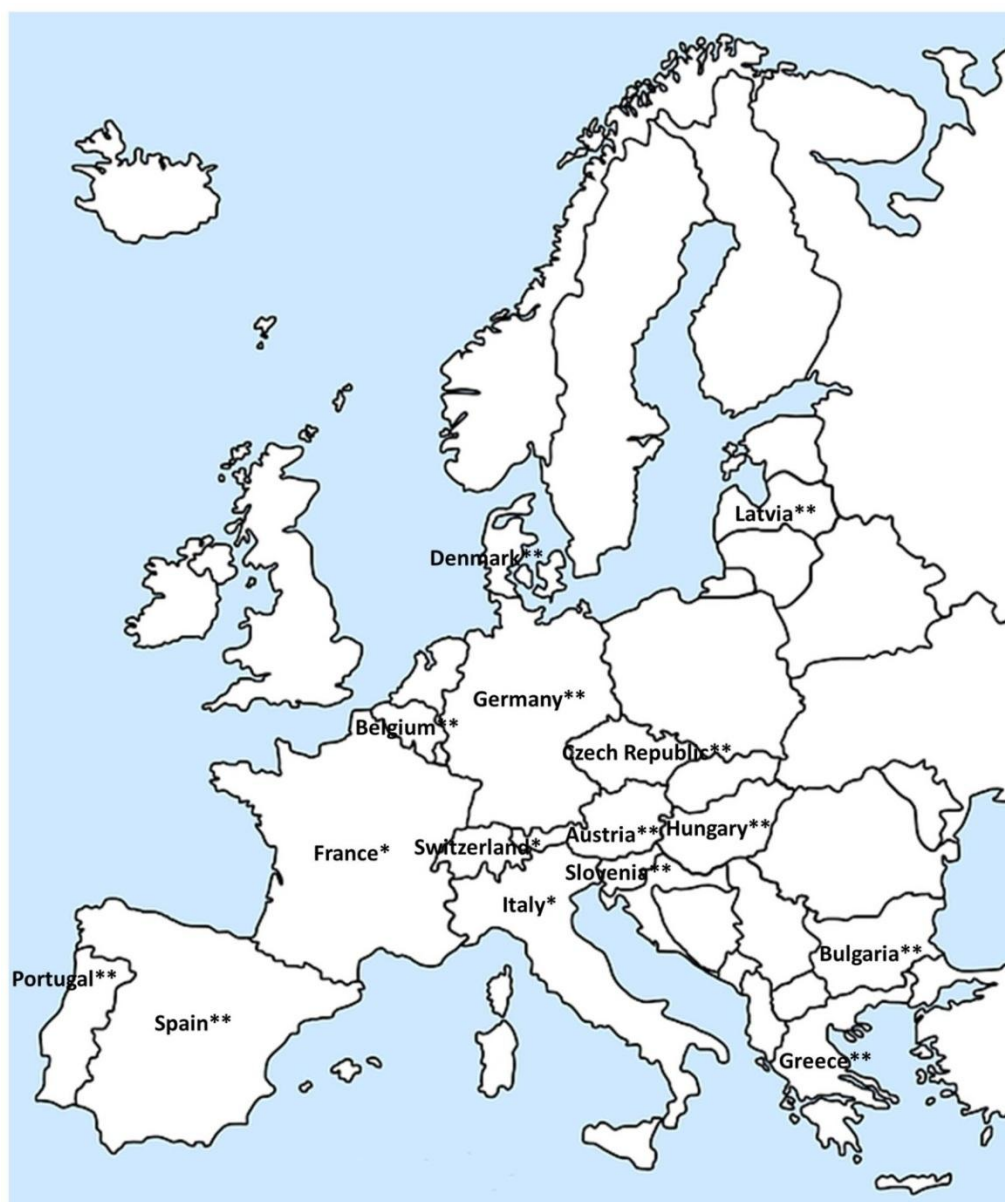 Latvia**
Denmark**
Germany**
Belgium**
Czech Republic**
Austria**
Hungary**
France*
Switzerland*
Slovenia**
Italy*
Bulgaria**
Portugal**
Spain**
Greece**